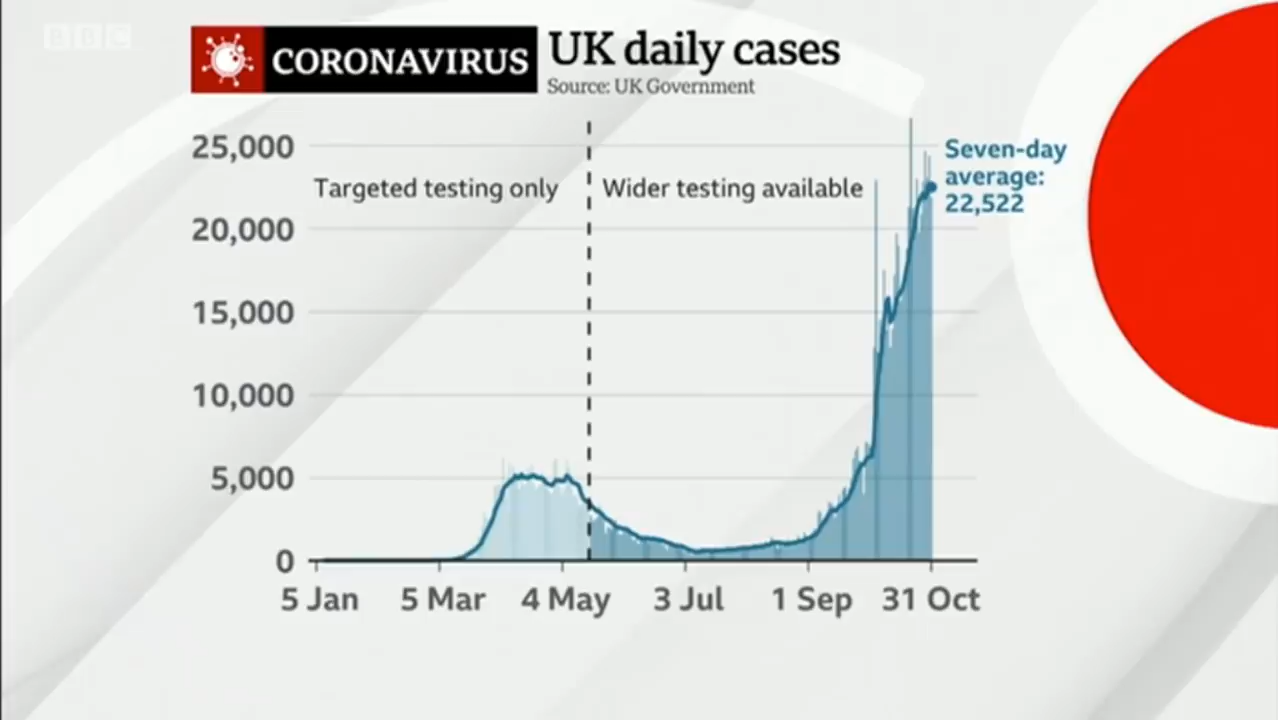 BBC
CORONAVIRUS
UK daily cases
Source: UK Government
25,000
20,000
15,000
10,000
5,000
0
Targeted testing only
Wider testing available
Seven-day
average:
22,522
5 Jan
5 Mar
4 May
3 Jul
1 Sep
31 Oct